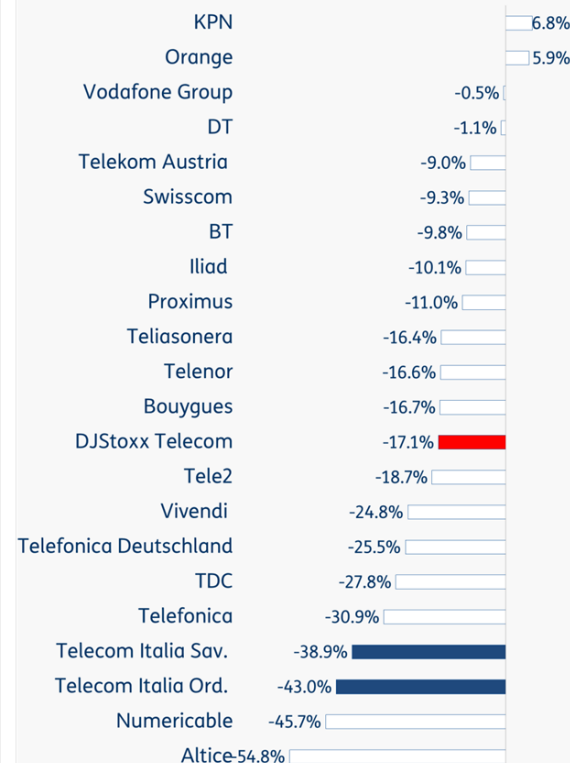 KPN 6.8%
Orange 5.9%
Vodafone Group -0.5%
DT -1.1%
Telekom Austria -9.0%
Swisscom -9.3%
BT -9.8%
Iliad -10.1%
Proximus -11.0%
Teliasonera -16.4%
Telenor -16.6%
Bouygues -16.7%
DJStoxx Telecom -17.1%
Tele2 -18.7%
Vivendi -24.8%
Telefonica Deutschland -25.5%
TDC -27.8%
Telefonica -30.9%
Telecom Italia Sav. -38.9%
Telecom Italia Ord. -43.0%
Numericable -45.7%
Altice -54.8%